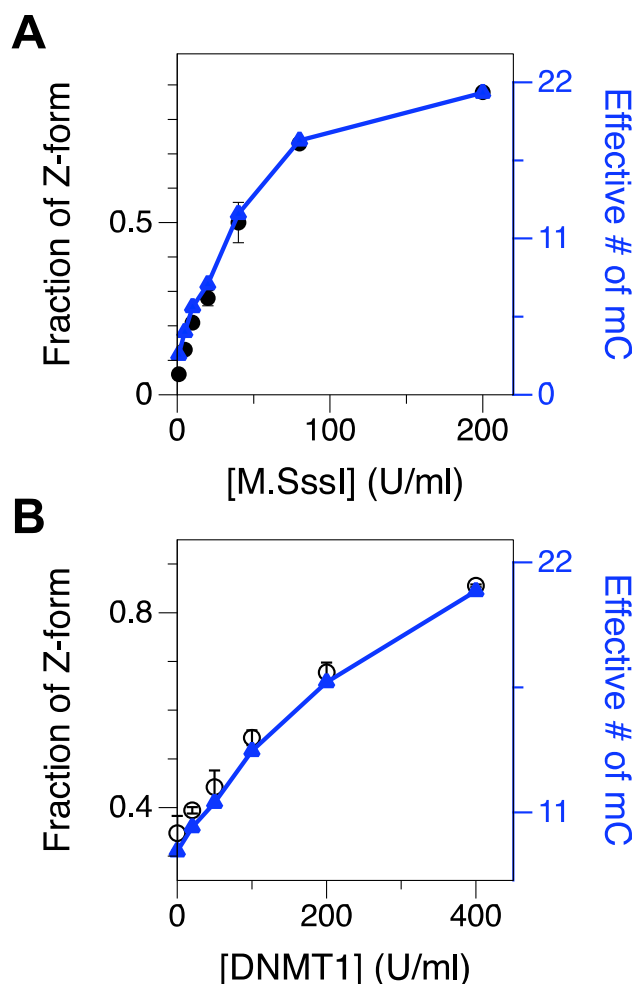 A
Fraction of Z-form
0.5
0
22
11
0
Effective # of mC
0
100
200
[M.SssI] (U/ml)
B
Fraction of Z-form
0.8
0.4
22
11
Effective # of mC
0
200
400
[DNMT1] (U/ml)